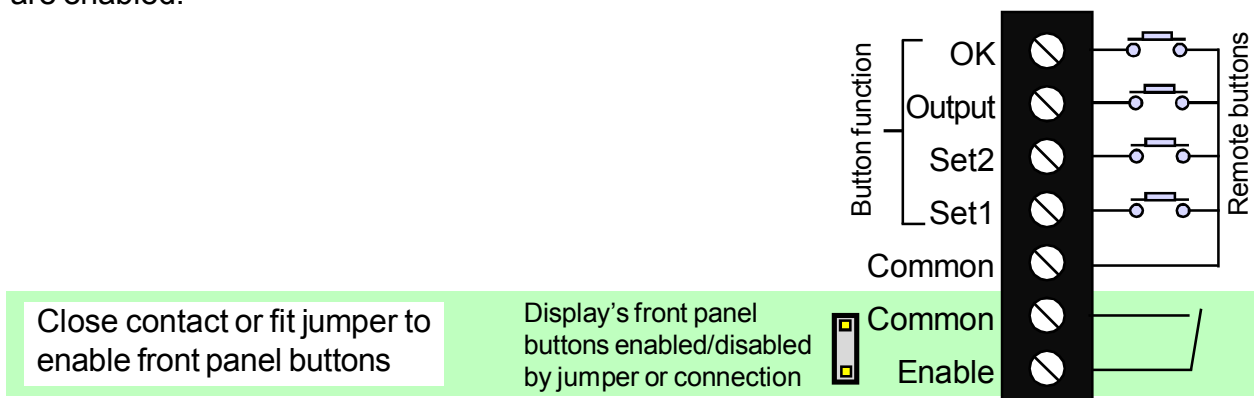 are enabled.
Button function
OK
Output
Set2
Set1
Common
Remote buttons
Close contact or fit jumper to
enable front panel buttons
Display's front panel
buttons enabled/disabled
by jumper or connection
Common
Enable